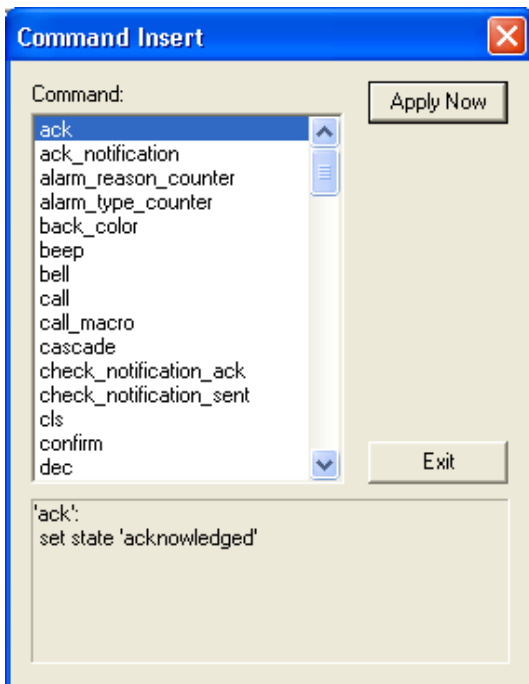 Command Insert
Command:
Apply Now
ack
ack_notification
alarm_reason_counter
alarm_type_counter
back_color
beep
bell
call
call_macro
cascade
check_notification_ack
check_notification_sent
cls
confirm
dec
Exit
'ack':
set state 'acknowledged'